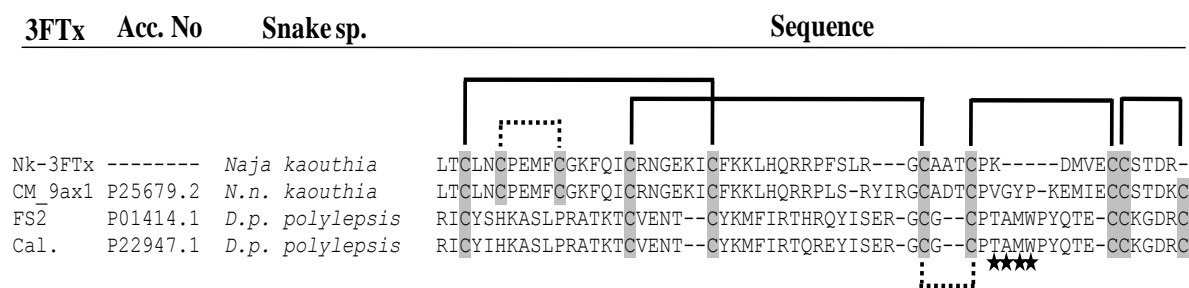 3FTx Acc. No Snake sp. Sequence
Nk-3FTx -------- Naja kaouthia LTCLNCPEMFCGKFQICRNGEKICFKKLHQRRPFSLR---GCAATCPK-----DMVECCSTDR-
CM_9ax1 P25679.2 N.n. kaouthia LTCLNCPEMFCGKFQICRNGEKICFKKLHQRRPLS-RYIRGCADTCPVGYP-KEMIECCSTDKC
FS2 P01414.1 D.p. polylepsis RICYSHKASLPRATKTCVENT--CYKMFIRTHRQYISER-GCG--CPTAMWPYQTE-CCKGDRC
Cal. P22947.1 D.p. polylepsis RICYIHKASLPRATKTCVENT--CYKMFIRTQREYISER-GCG--CPTAMWPYQTE-CCKGDRC